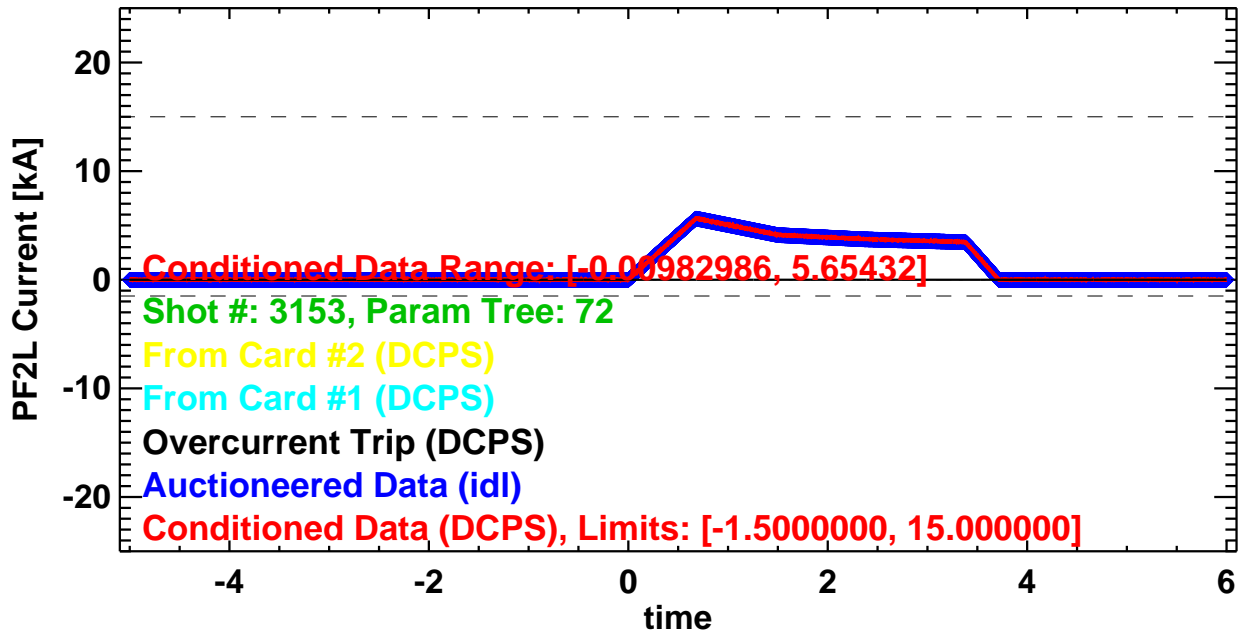 20
10
0
-10
-20
PF2L Current [kA]
Conditioned Data Range: [-0.00982986, 5.65432]
Shot #: 3153, Param Tree: 72
From Card #2 (DCPS)
From Card #1 (DCPS)
Overcurrent Trip (DCPS)
Auctioneered Data (idl)
Conditioned Data (DCPS), Limits: [-1.5000000, 15.000000]
-4 -2 0 2 4 6
time